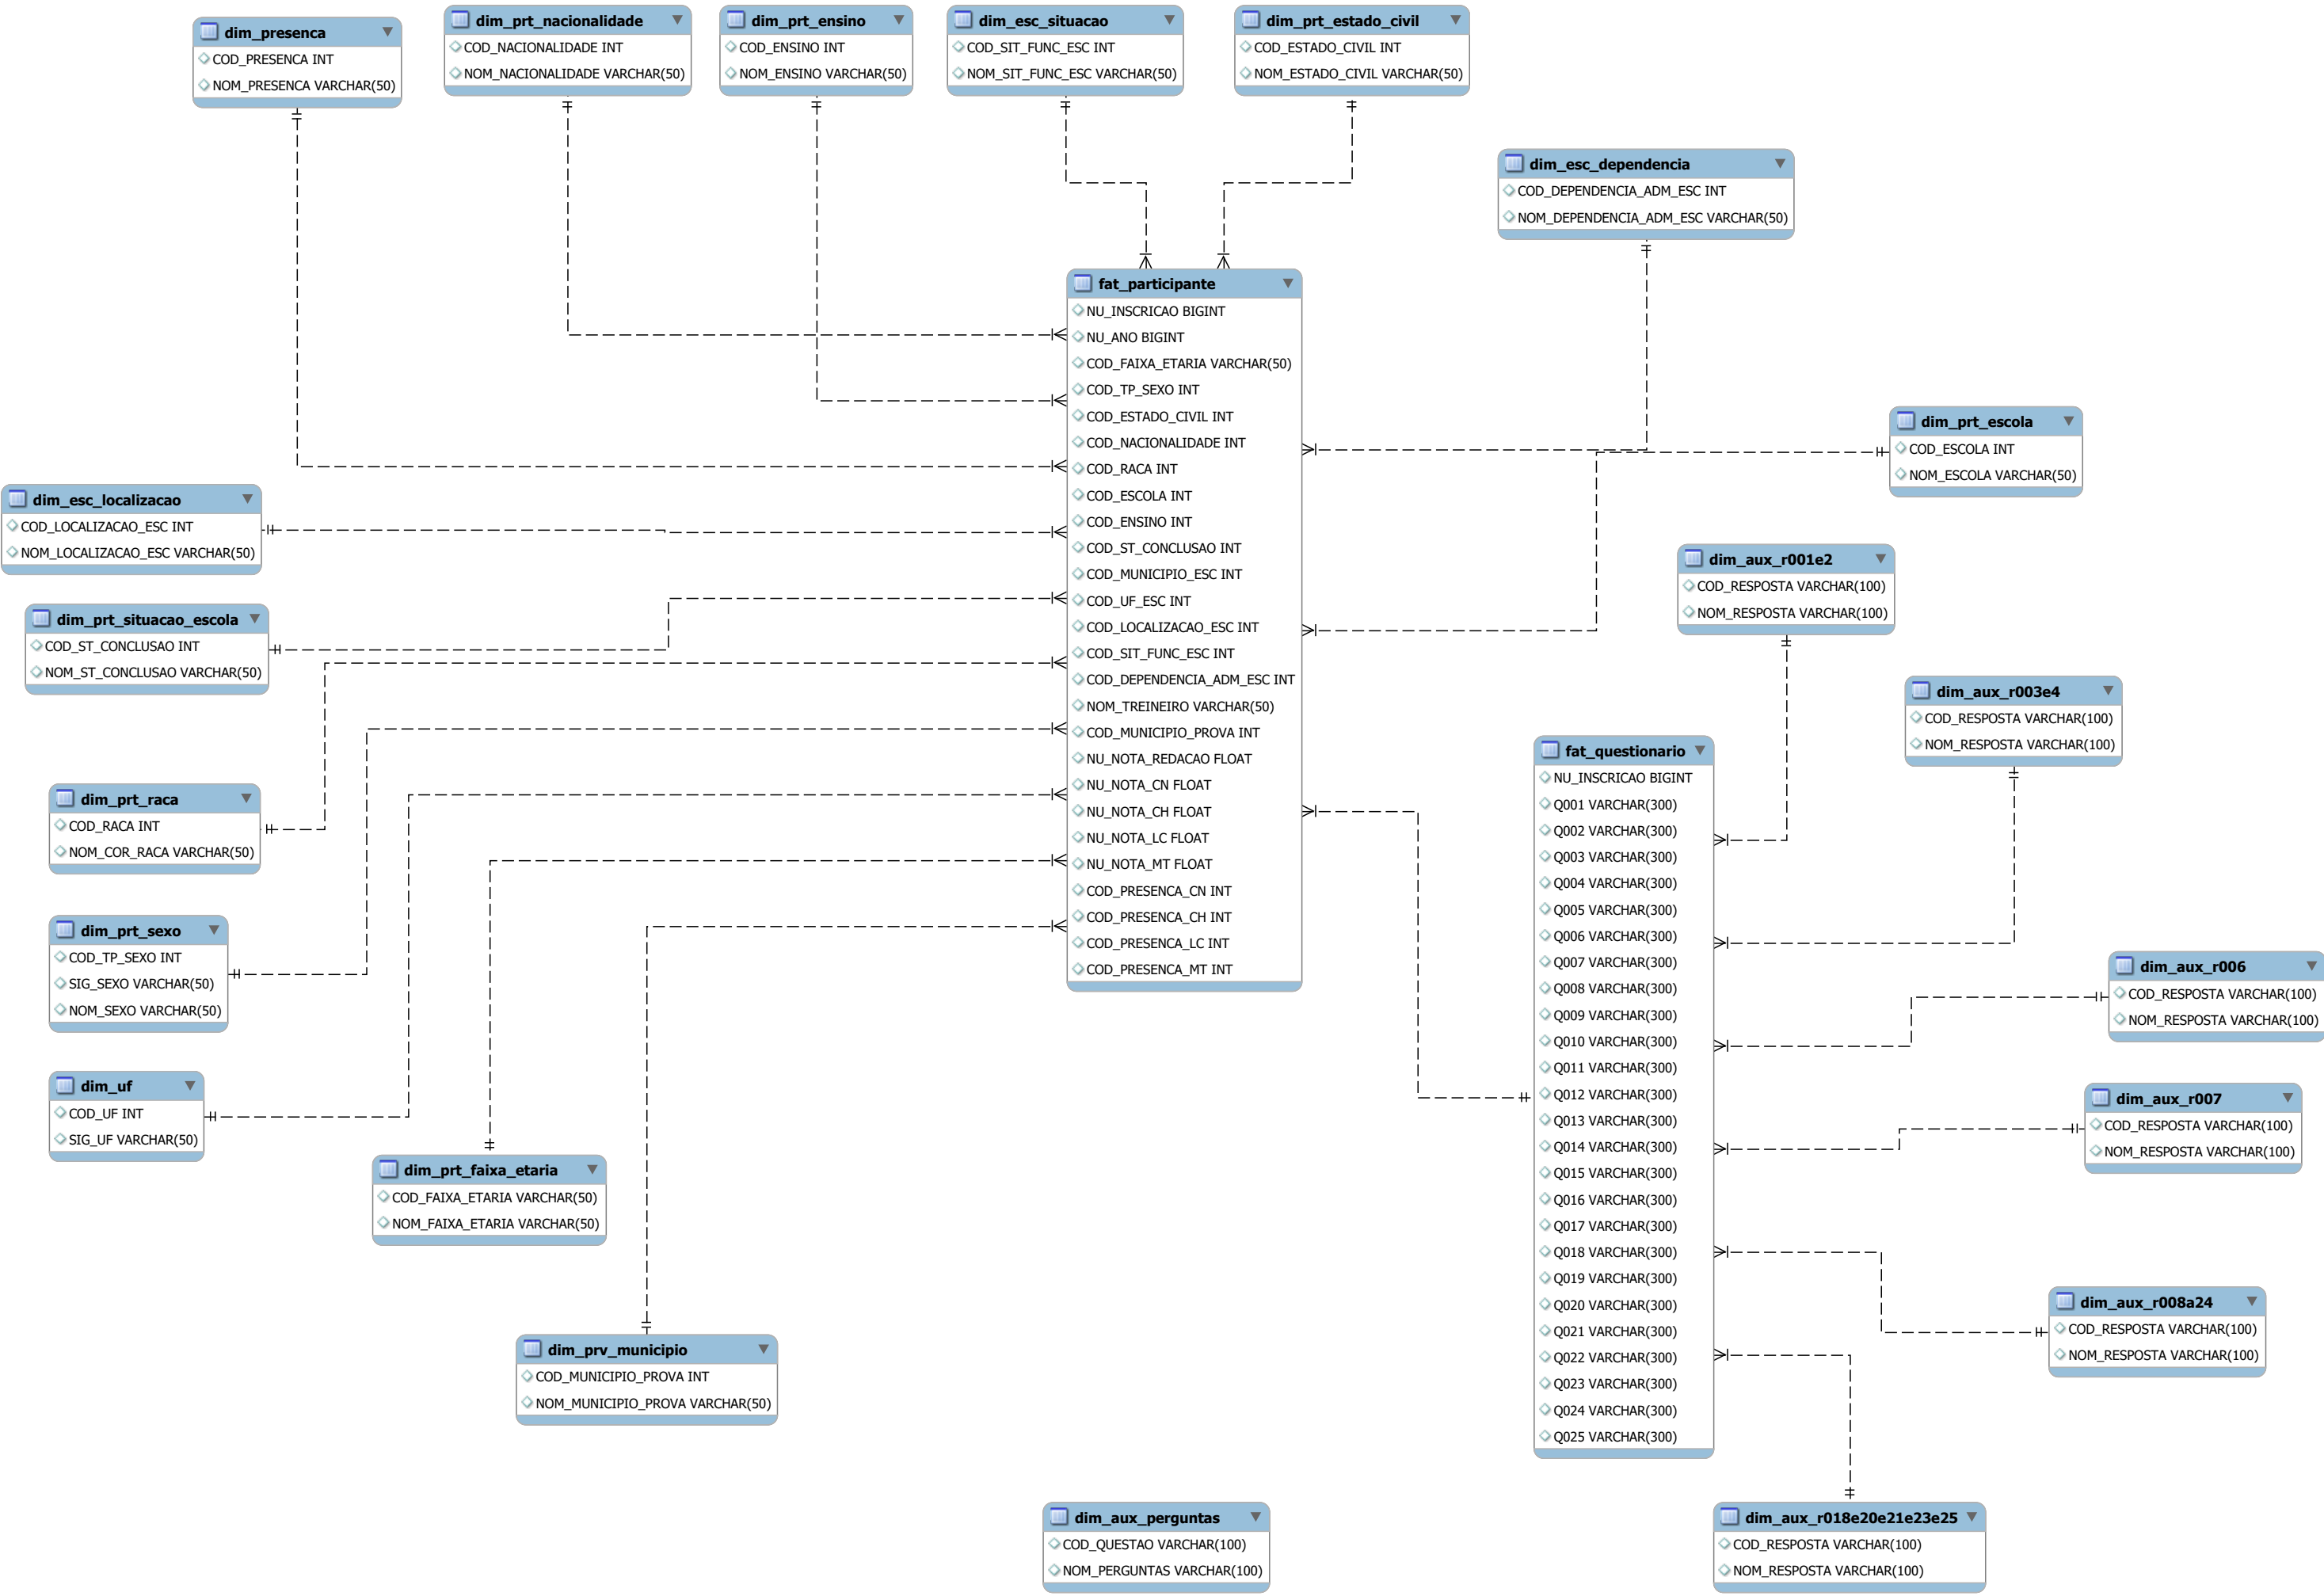 dim_presenca
COD_PRESENCA INT
NOM_PRESENCA VARCHAR(50)
dim_prt_nacionalidade
COD_NACIONALIDADE INT
NOM_NACIONALIDADE VARCHAR(50)
dim_prt_ensino
COD_ENSINO INT
NOM_ENSINO VARCHAR(50)
dim_esc_situacao
COD_SIT_FUNC_ESC INT
NOM_SIT_FUNC_ESC VARCHAR(50)
dim_prt_estado_civil
COD_ESTADO_CIVIL INT
NOM_ESTADO_CIVIL VARCHAR(50)
dim_esc_dependencia
COD_DEPENDENCIA_ADM_ESC INT
NOM_DEPENDENCIA_ADM_ESC VARCHAR(50)
fat_participante
NU_INSCRICAO BIGINT
NU_ANO BIGINT
COD_FAIXA_ETARIA VARCHAR(50)
COD_TP_SEXO INT
COD_ESTADO_CIVIL INT
COD_NACIONALIDADE INT
COD_RACA INT
COD_ESCOLA INT
COD_ENSINO INT
COD_ST_CONCLUSAO INT
COD_MUNICIPIO_ESC INT
COD_UF_ESC INT
COD_LOCALIZACAO_ESC INT
COD_SIT_FUNC_ESC INT
COD_DEPENDENCIA_ADM_ESC INT
NOM_TREINEIRO VARCHAR(50)
COD_MUNICIPIO_PROVA INT
NU_NOTA_REDACAO FLOAT
NU_NOTA_CN FLOAT
NU_NOTA_CH FLOAT
NU_NOTA_LC FLOAT
NU_NOTA_MT FLOAT
COD_PRESENCA_CN INT
COD_PRESENCA_CH INT
COD_PRESENCA_LC INT
COD_PRESENCA_MT INT
dim_prt_escola
COD_ESCOLA INT
NOM_ESCOLA VARCHAR(50)
dim_esc_localizacao
COD_LOCALIZACAO_ESC INT
NOM_LOCALIZACAO_ESC VARCHAR(50)
dim_prt_situacao_escola
COD_ST_CONCLUSAO INT
NOM_ST_CONCLUSAO VARCHAR(50)
dim_prt_raca
COD_RACA INT
NOM_COR_RACA VARCHAR(50)
dim_prt_sexo
COD_TP_SEXO INT
SIG_SEXO VARCHAR(50)
NOM_SEXO VARCHAR(50)
dim_uf
COD_UF INT
SIG_UF VARCHAR(50)
dim_prt_faixa_etaria
COD_FAIXA_ETARIA VARCHAR(50)
NOM_FAIXA_ETARIA VARCHAR(50)
dim_prv_municipio
COD_MUNICIPIO_PROVA INT
NOM_MUNICIPIO_PROVA VARCHAR(50)
dim_aux_r001e2
COD_RESPOSTA VARCHAR(100)
NOM_RESPOSTA VARCHAR(100)
dim_aux_r003e4
COD_RESPOSTA VARCHAR(100)
NOM_RESPOSTA VARCHAR(100)
fat_questionario
NU_INSCRICAO BIGINT
Q001 VARCHAR(300)
Q002 VARCHAR(300)
Q003 VARCHAR(300)
Q004 VARCHAR(300)
Q005 VARCHAR(300)
Q006 VARCHAR(300)
Q007 VARCHAR(300)
Q008 VARCHAR(300)
Q009 VARCHAR(300)
Q010 VARCHAR(300)
Q011 VARCHAR(300)
Q012 VARCHAR(300)
Q013 VARCHAR(300)
Q014 VARCHAR(300)
Q015 VARCHAR(300)
Q016 VARCHAR(300)
Q017 VARCHAR(300)
Q018 VARCHAR(300)
Q019 VARCHAR(300)
Q020 VARCHAR(300)
Q021 VARCHAR(300)
Q022 VARCHAR(300)
Q023 VARCHAR(300)
Q024 VARCHAR(300)
Q025 VARCHAR(300)
dim_aux_r006
COD_RESPOSTA VARCHAR(100)
NOM_RESPOSTA VARCHAR(100)
dim_aux_r007
COD_RESPOSTA VARCHAR(100)
NOM_RESPOSTA VARCHAR(100)
dim_aux_r008a24
COD_RESPOSTA VARCHAR(100)
NOM_RESPOSTA VARCHAR(100)
dim_aux_perguntas
COD_QUESTAO VARCHAR(100)
NOM_PERGUNTAS VARCHAR(100)
dim_aux_r018e20e21e23e25
COD_RESPOSTA VARCHAR(100)
NOM_RESPOSTA VARCHAR(100)